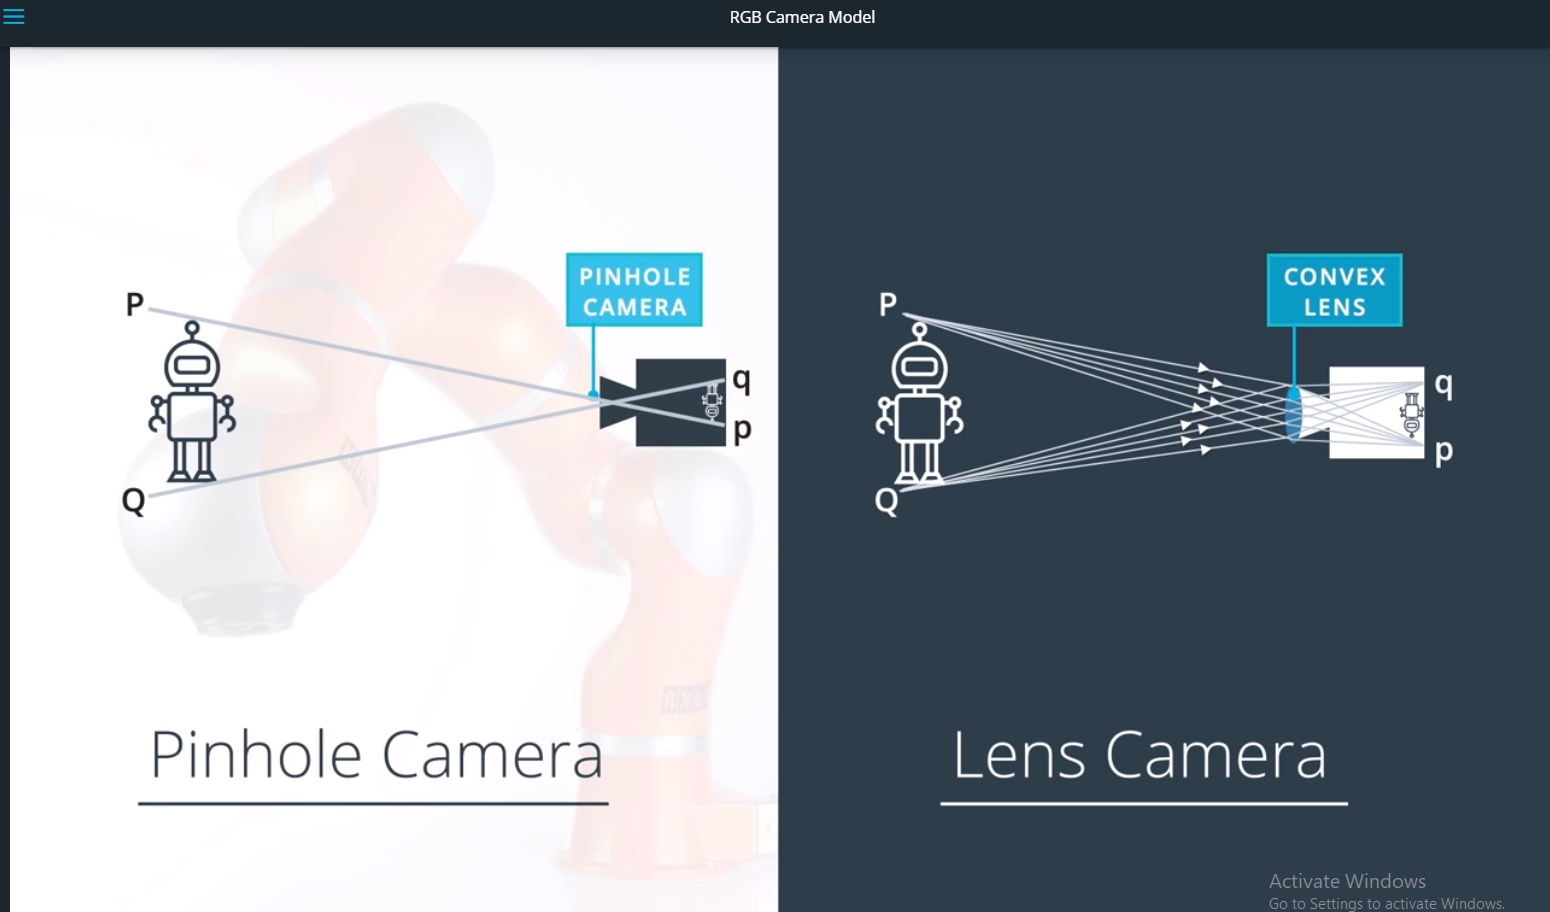 RGB Camera Model
PINHOLE
CAMERA
P
Q
q
p
Pinhole Camera
CONVEX
LENS
P
Q
q
p
Lens Camera
Activate Windows
Go to Settings to activate Windows.